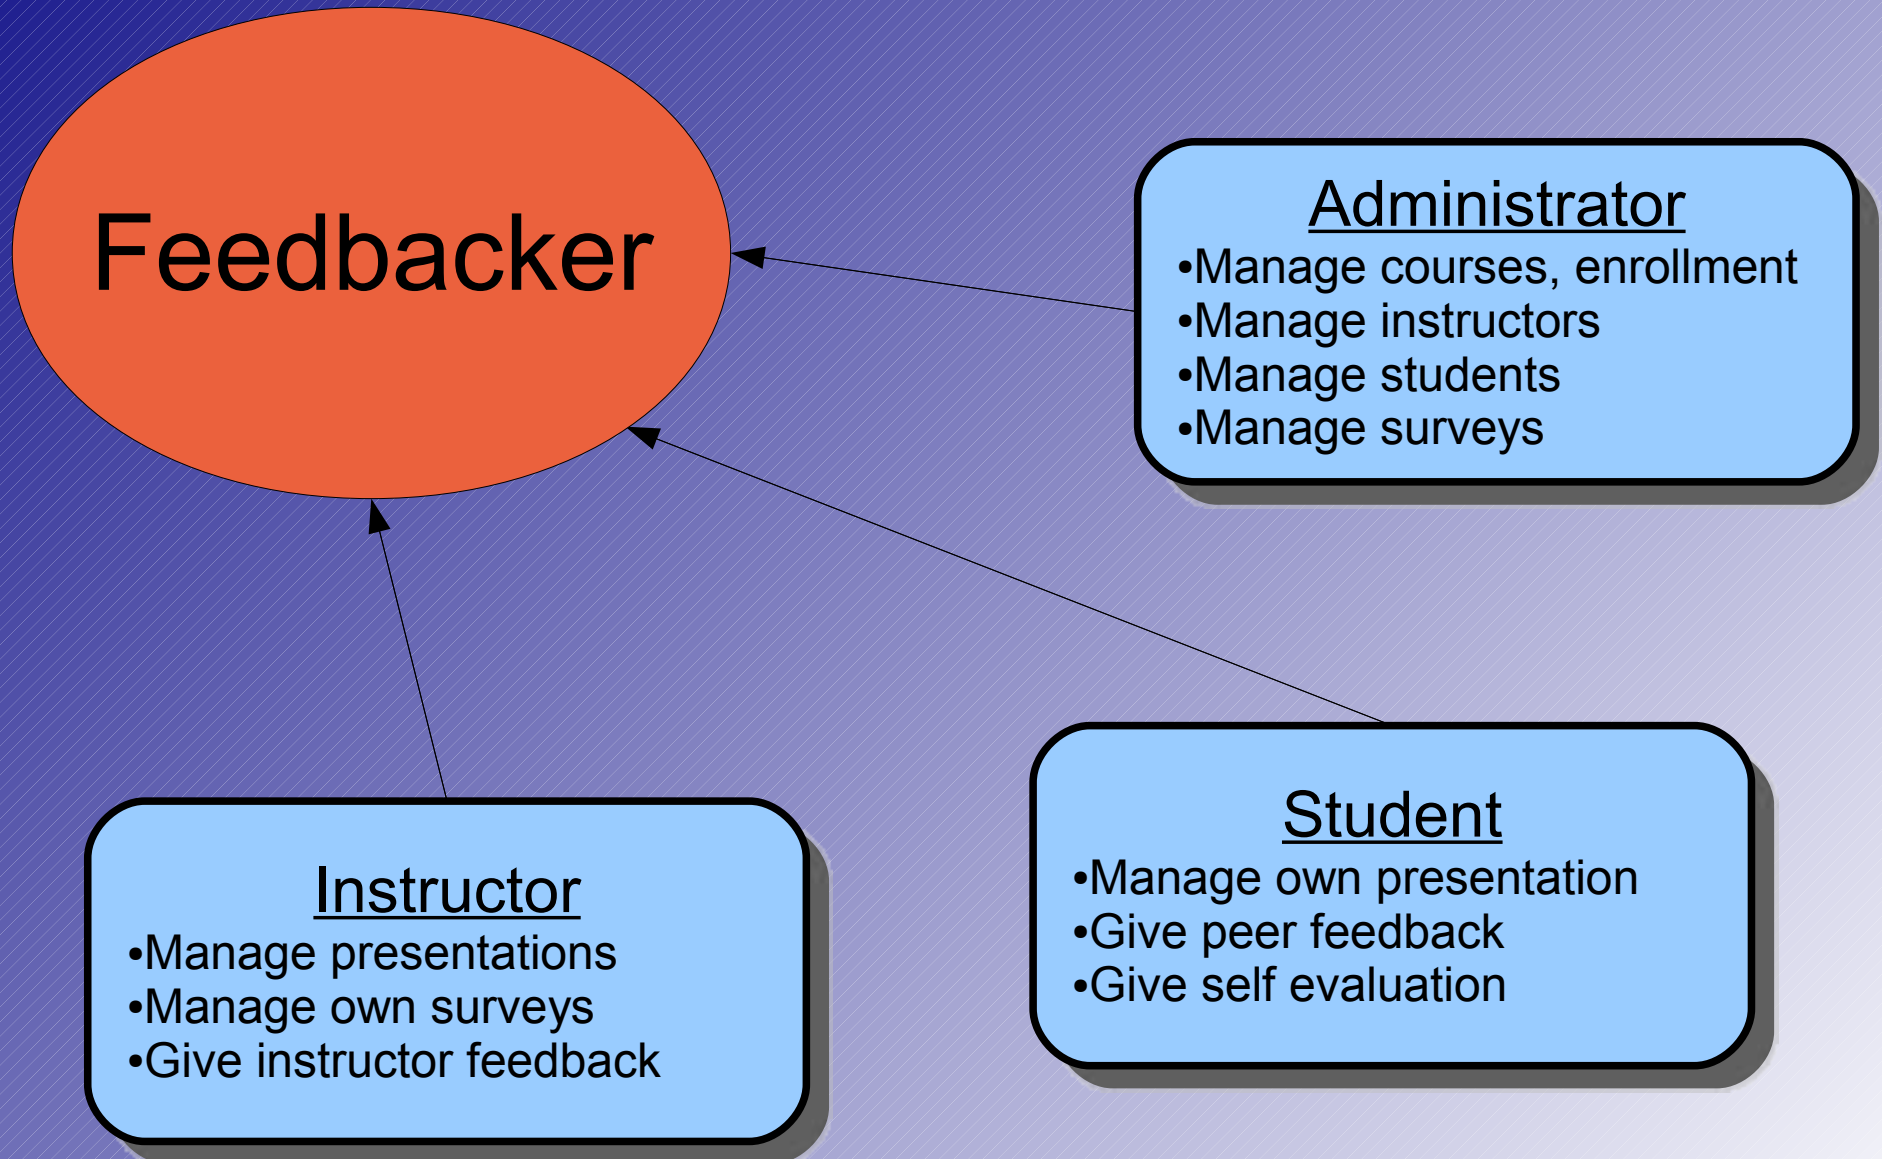 Feedbacker
Administrator
•Manage courses, enrollment
•Manage instructors
•Manage students
•Manage surveys
Instructor
•Manage presentations
•Manage own surveys
•Give instructor feedback
Student
•Manage own presentation
•Give peer feedback
•Give self evaluation